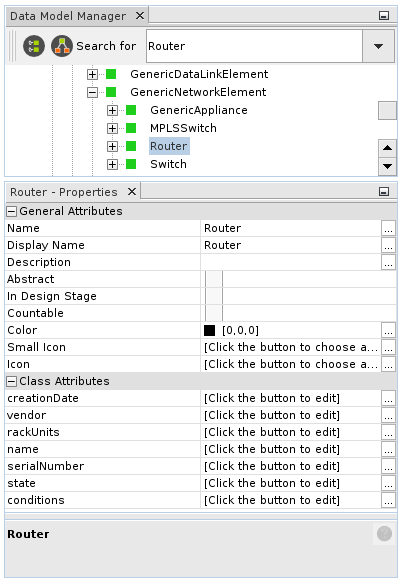 Data Model Manager
Search for Router
GenericDataLinkElement
GenericNetworkElement
GenericAppliance
MPLSSwitch
Router
Switch
Router - Properties
General Attributes
Name Router ...
Display Name Router ...
Description ...
Abstract
In Design Stage
Countable
Color [0,0,0] ...
Small Icon [Click the button to choose a... ...
Icon [Click the button to choose a... ...
Class Attributes
creationDate [Click the button to edit] ...
vendor [Click the button to edit] ...
rackUnits [Click the button to edit] ...
name [Click the button to edit] ...
serialNumber [Click the button to edit] ...
state [Click the button to edit] ...
conditions [Click the button to edit] ...
Router ?